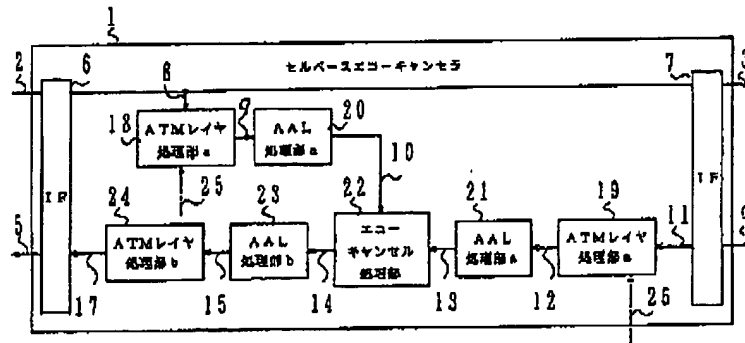 1
2
6
セルベースエコーキャンセラ
7
3
8
18
ATMレイヤ
処理部a
9
AAL
処理部a
20
10
IF
IF
25
24
ATMレイヤ
処理部b
23
AAL
処理部b
22
エコー
キャンセル
処理部
21
AAL
処理部a
19
ATMレイヤ
処理部a
11
5
17
15
14
13
12
26